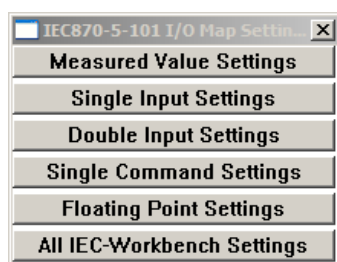 IEC870-5-101 I/O Map Settin...
Measured Value Settings
Single Input Settings
Double Input Settings
Single Command Settings
Floating Point Settings
All IEC-Workbench Settings